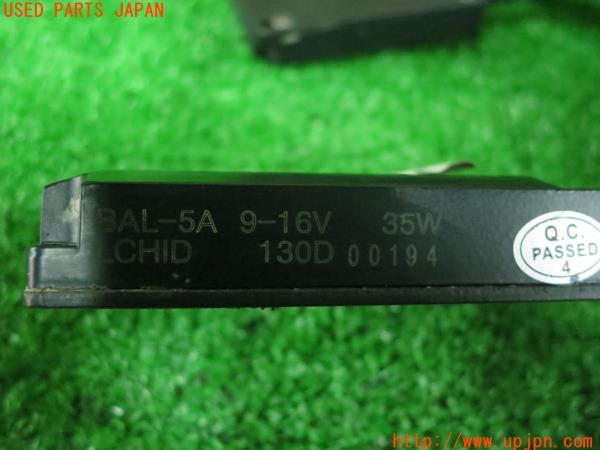 USED PARTS JAPAN
BAL-5A 9-16V 35W
LCHID 130D 00194
Q.C.
PASSED
4
http://www.upjpn.com/